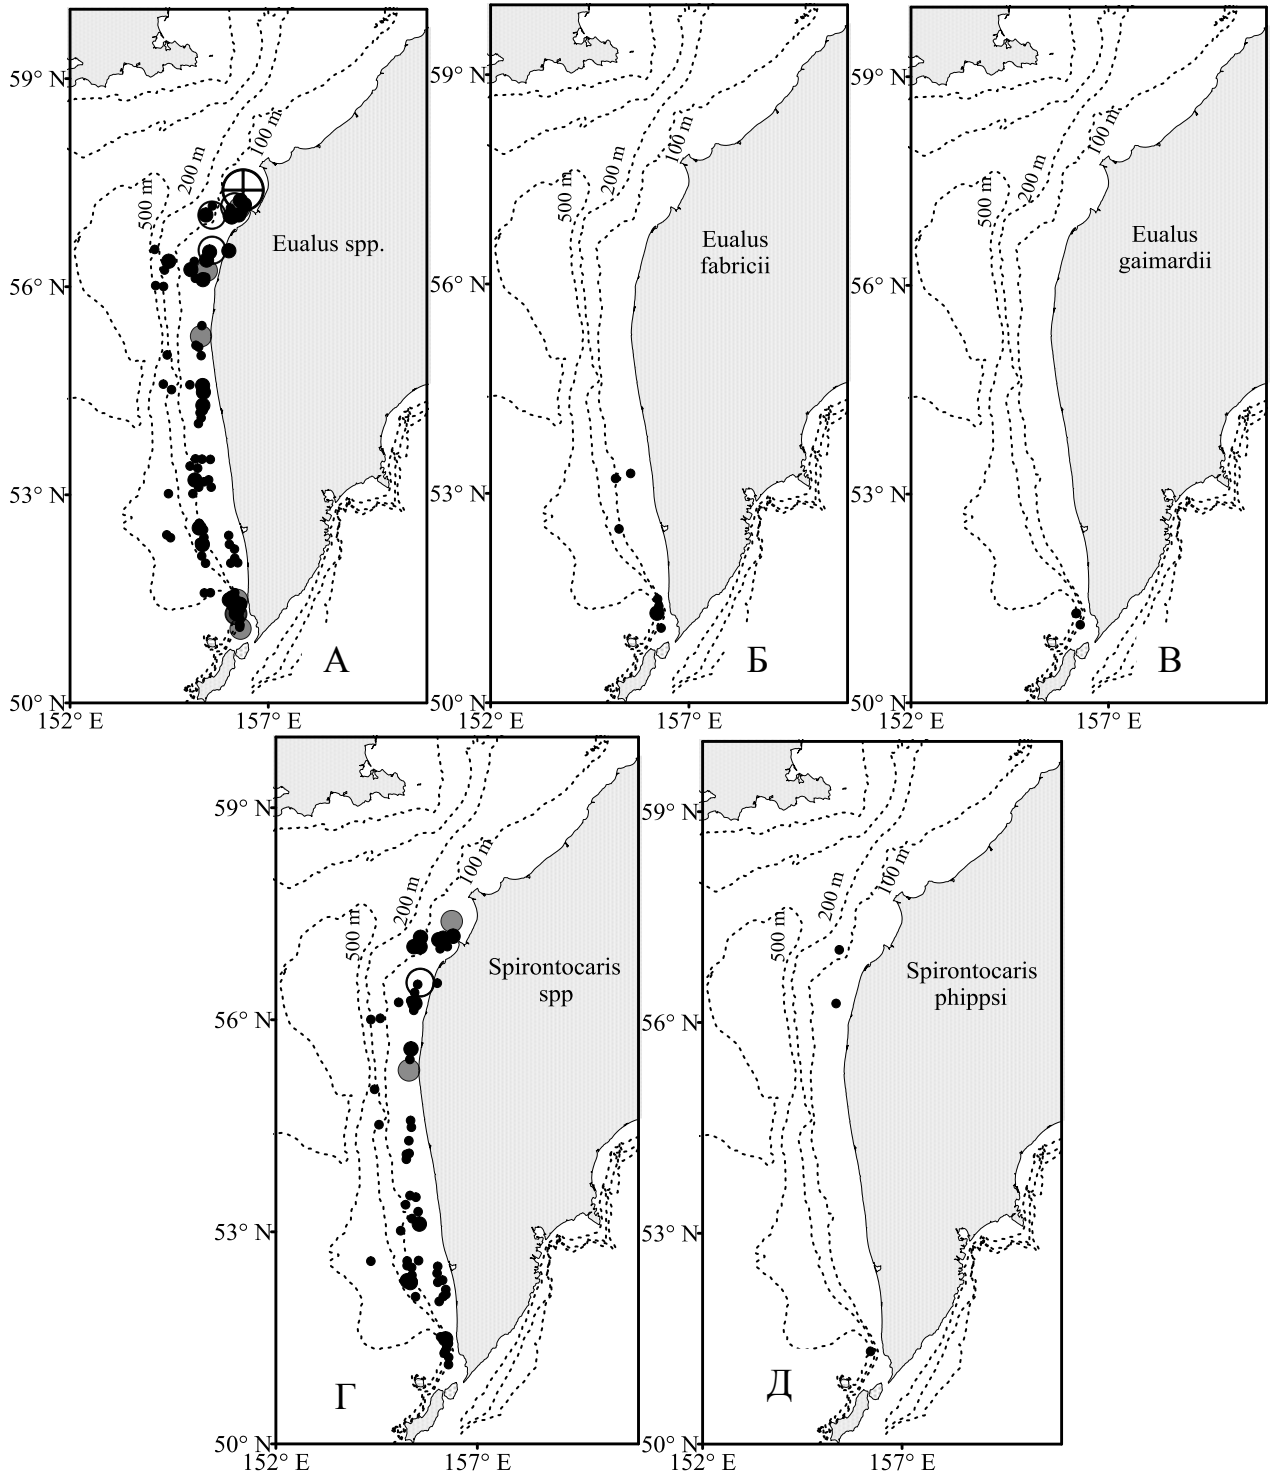 59° N
56° N
53° N
50° N
152° E
157° E
500 m
200 m
100 m
Eualus spp.
А
59° N
56° N
53° N
50° N
152° E
157° E
500 m
200 m
100 m
Eualus
fabricii
Б
59° N
56° N
53° N
50° N
152° E
157° E
500 m
200 m
100 m
Eualus
gaimardii
В
59° N
56° N
53° N
50° N
152° E
157° E
500 m
200 m
100 m
Spirontocaris
spp
Г
59° N
56° N
53° N
50° N
152° E
157° E
500 m
200 m
100 m
Spirontocaris
phippsi
Д